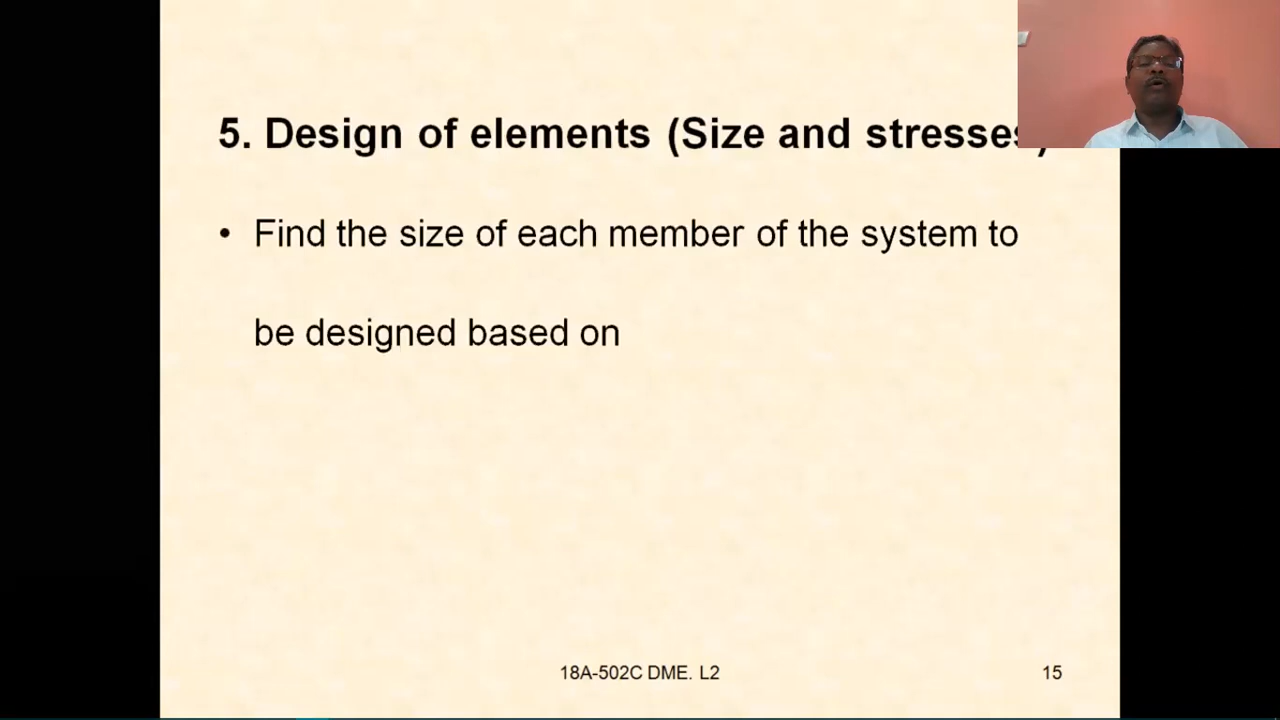 5. Design of elements (Size and stresses)
• Find the size of each member of the system to
be designed based on
18A-502C DME. L2
15